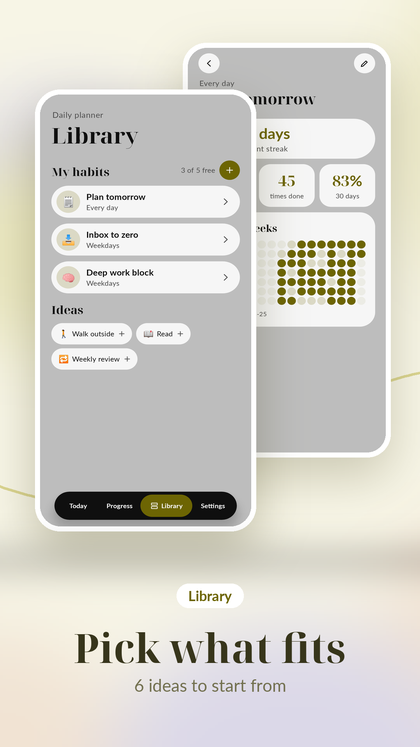 Every day
morrow
days
nt streak
45
times done
83%
30 days
eeks
-25
Daily planner
Library
My habits
3 of 5 free
+
Plan tomorrow
Every day
Inbox to zero
Weekdays
Deep work block
Weekdays
Ideas
Walk outside +
Read +
Weekly review +
Today Progress Library Settings
Library
Pick what fits
6 ideas to start from